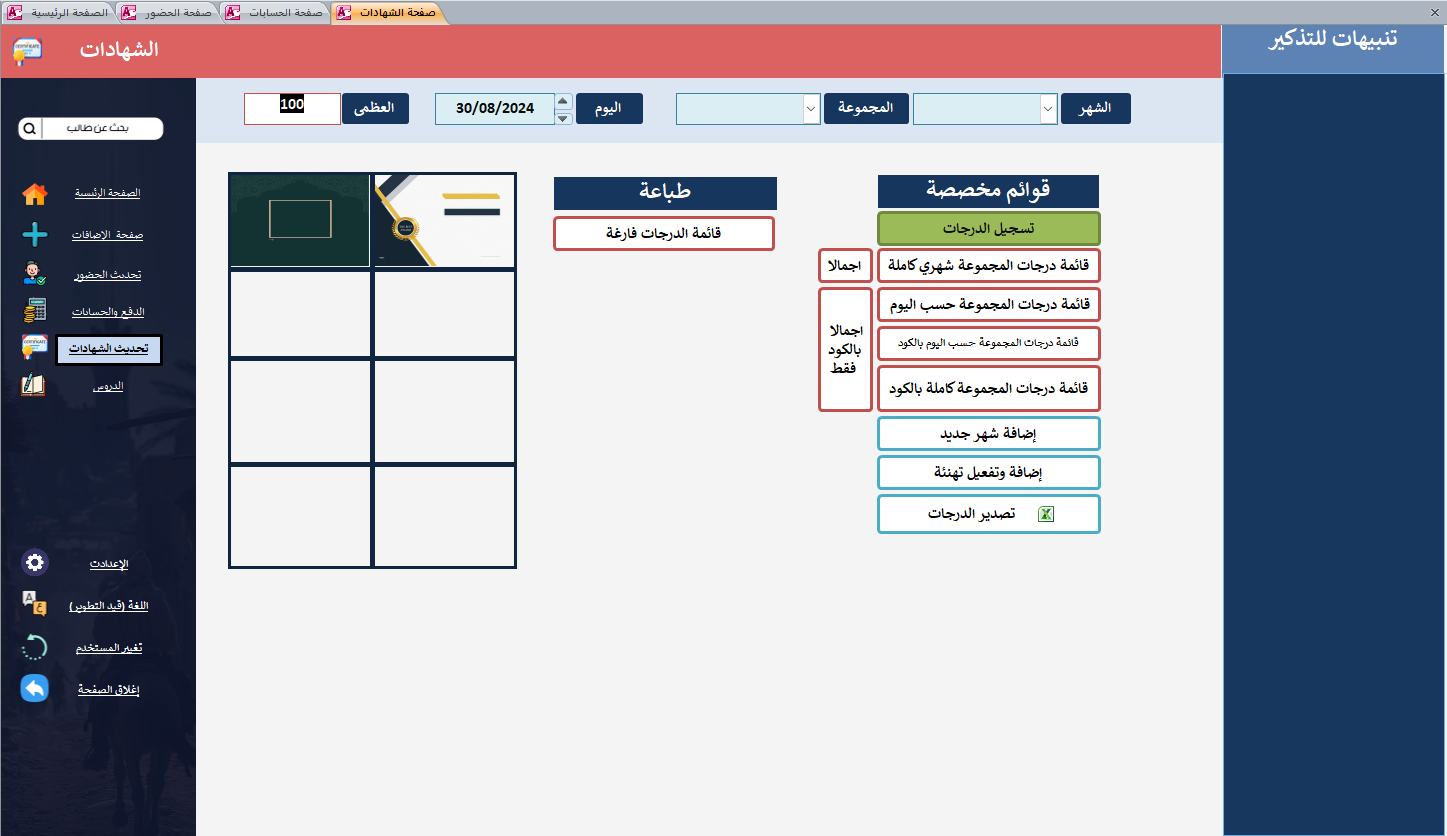 صفحة الشهادات
صفحة الحسابات
صفحة الحضور
الصفحة الرئيسية
تنبيهات للتذكير
الشهادات
الشهر
المجموعة
اليوم
30/08/2024
العظمى
100
بحث عن طالب
الصفحة الرئسية
صفحة الإضافات
تحديث الحضور
الدفع والحسابات
تحديث الشهادات
الدروس
الإعدادت
اللغة (قيد التطوير)
تغيير المستخدم
إغلاق الصفحة
قوائم مخصصة
تسجيل الدرجات
قائمة درجات المجموعة شهري كاملة
اجمالا
قائمة درجات المجموعة حسب اليوم
قائمة درجات المجموعة حسب اليوم بالكود
قائمة درجات المجموعة كاملة بالكود
اجمالا
بالكود
فقط
إضافة شهر جديد
إضافة وتفعيل تهنئة
تصدير الدرجات
طباعة
قائمة الدرجات فارغة